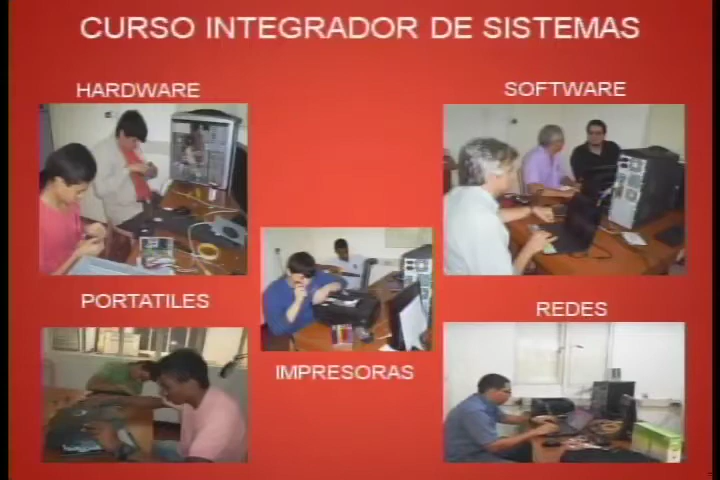 CURSO INTEGRADOR DE SISTEMAS
HARDWARE
SOFTWARE
PORTATILES
REDES
IMPRESORAS